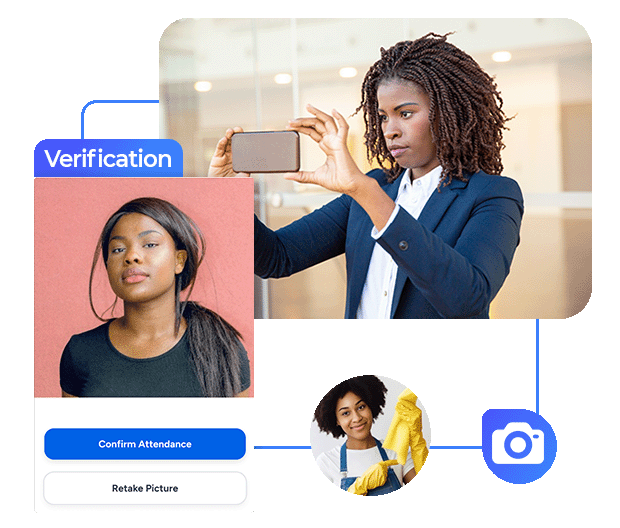 Verification
Confirm Attendance
Retake Picture